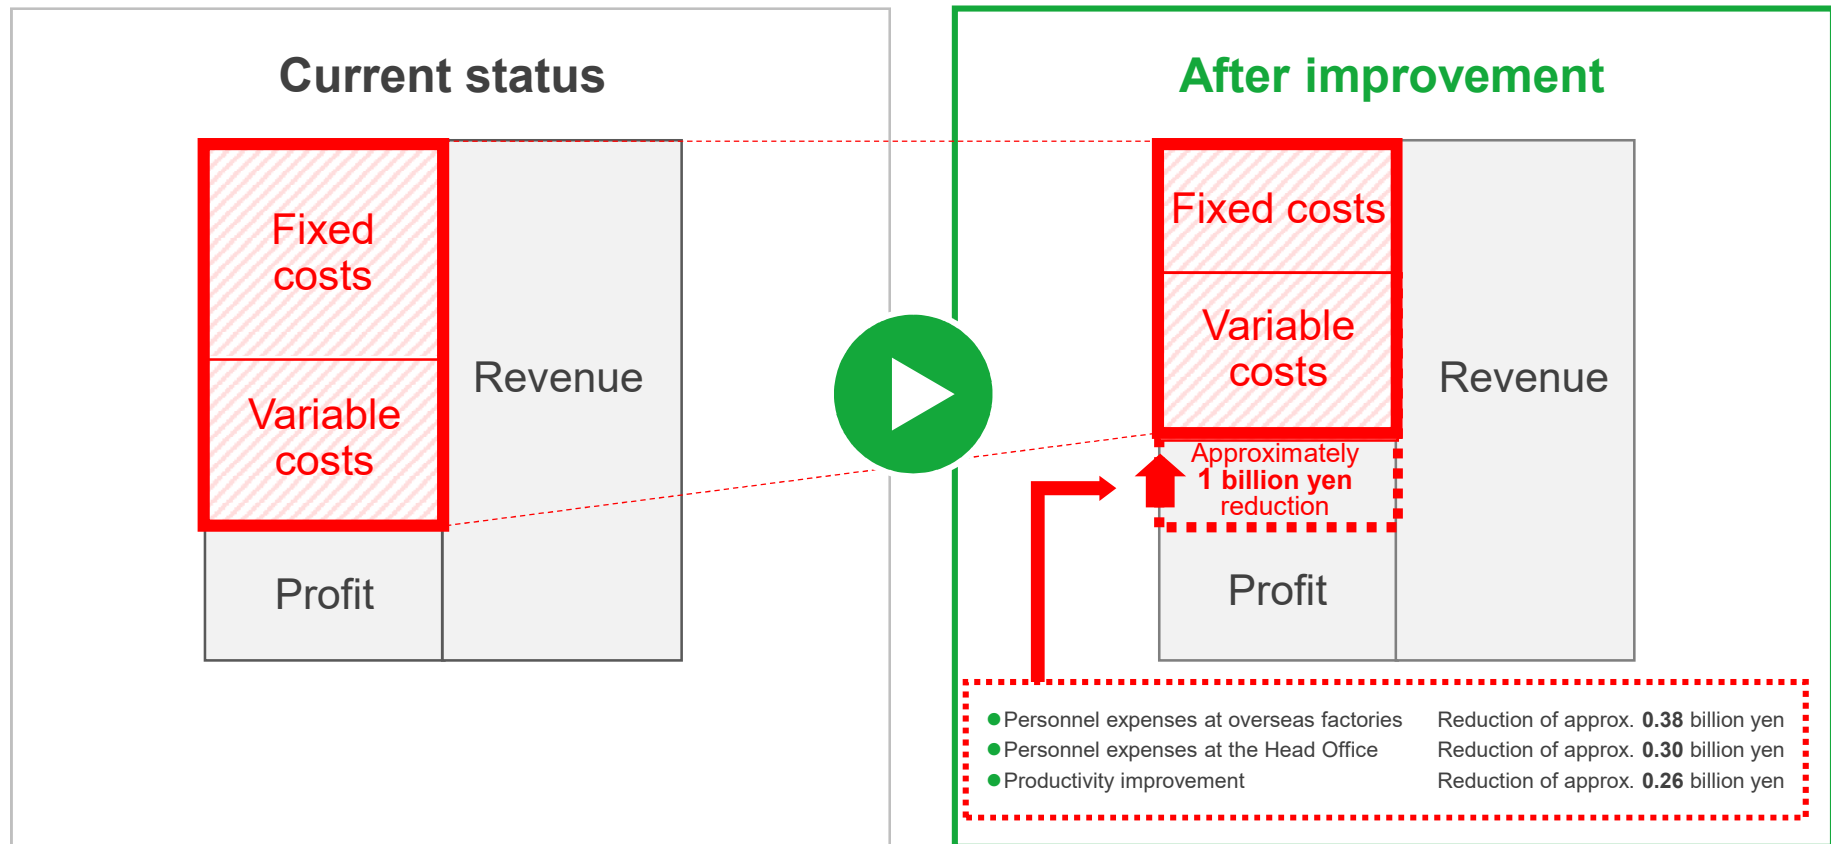 Current status
Fixed
costs
Variable
costs
Revenue
Profit
After improvement
Fixed costs
Variable
costs
Revenue
Approximately
1 billion yen
reduction
Profit
●Personnel expenses at overseas factories Reduction of approx. 0.38 billion yen
●Personnel expenses at the Head Office Reduction of approx. 0.30 billion yen
●Productivity improvement Reduction of approx. 0.26 billion yen